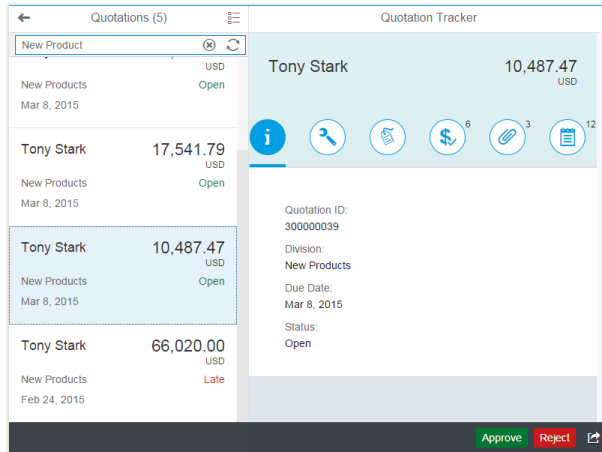 Quotations (5)
Quotation Tracker
New Product
USD
New Products Open
Mar 8, 2015
Tony Stark 17,541.79
USD
New Products Open
Mar 8, 2015
Tony Stark 10,487.47
USD
New Products Open
Mar 8, 2015
Tony Stark 66,020.00
USD
New Products Late
Feb 24, 2015
Tony Stark 10,487.47
USD
i
$
6
3
12
Quotation ID:
300000039
Division:
New Products
Due Date:
Mar 8, 2015
Status:
Open
Approve Reject